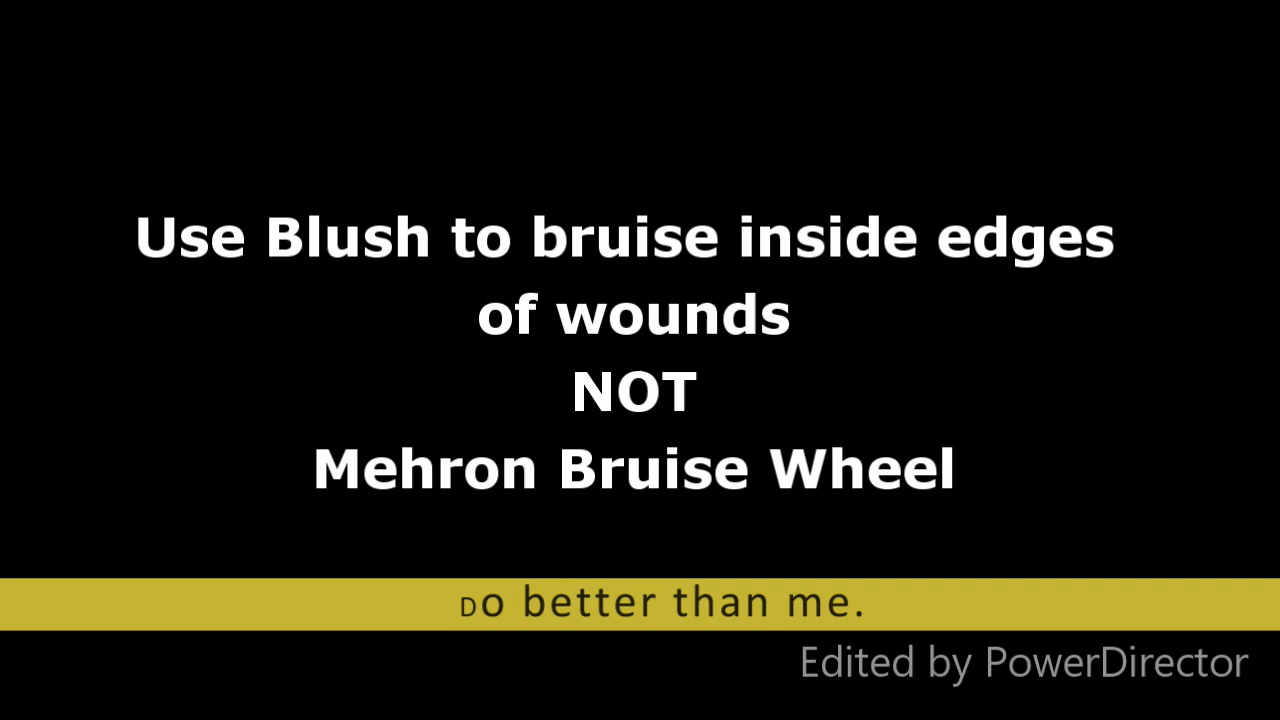 Use Blush to bruise inside edges
of wounds
NOT
Mehron Bruise Wheel
Do better than me.
Edited by PowerDirector